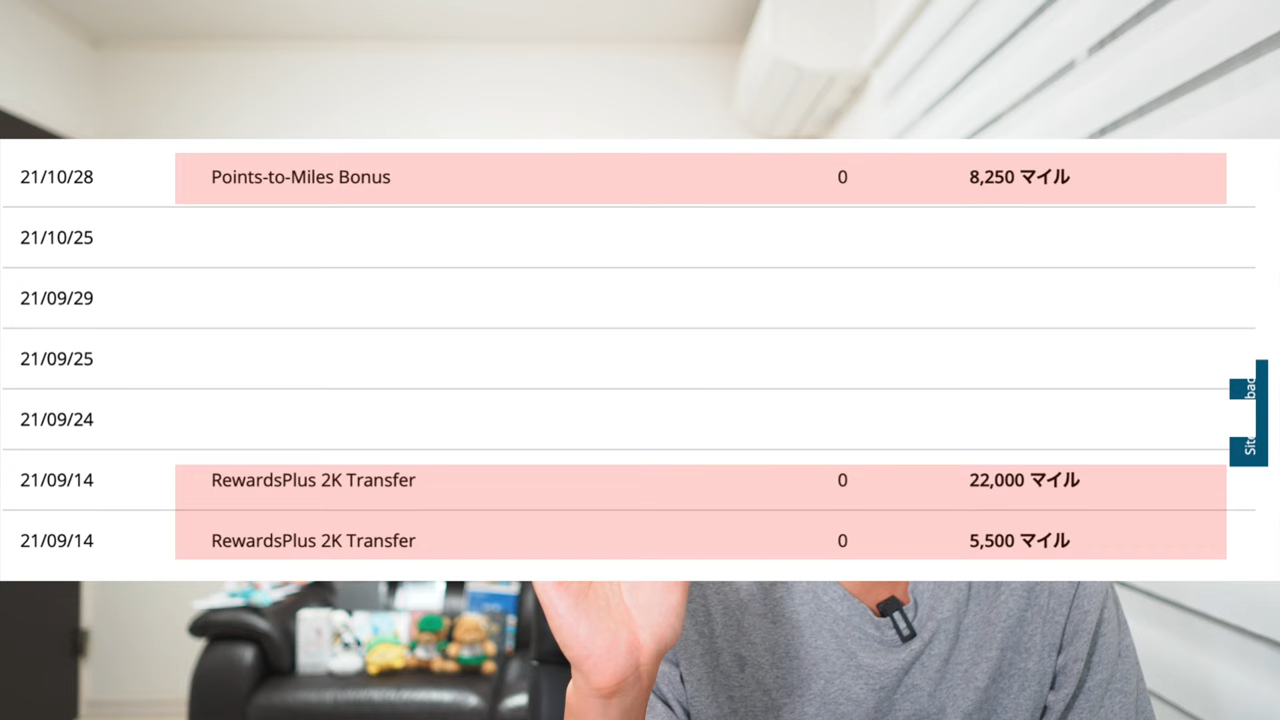 21/10/28 Points-to-Miles Bonus 0 8,250 マイル
21/10/25
21/09/29
21/09/25
21/09/24
21/09/14 RewardsPlus 2K Transfer 0 22,000 マイル
21/09/14 RewardsPlus 2K Transfer 0 5,500 マイル
Site
bac